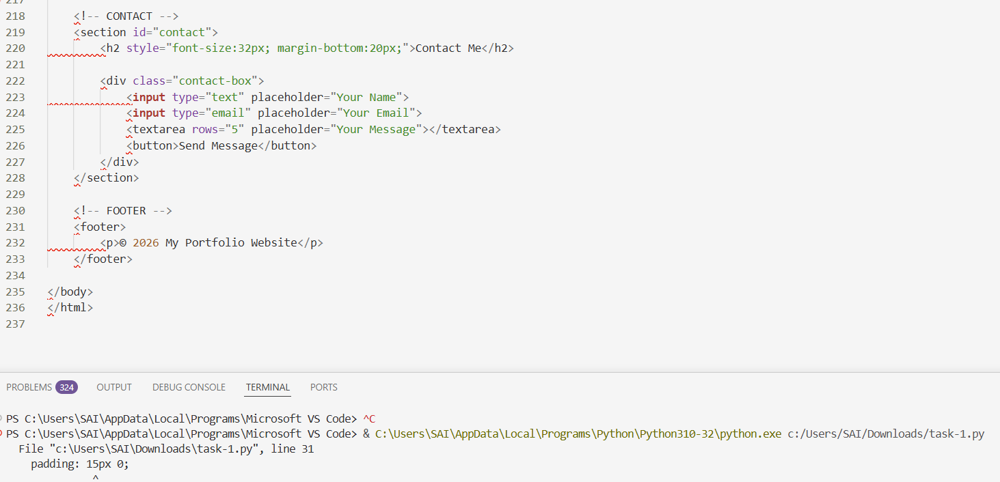 217
218 <!-- CONTACT -->
219 <section id="contact">
220 <h2 style="font-size:32px; margin-bottom:20px;">Contact Me</h2>
221
222 <div class="contact-box">
223 <input type="text" placeholder="Your Name">
224 <input type="email" placeholder="Your Email">
225 <textarea rows="5" placeholder="Your Message"></textarea>
226 <button>Send Message</button>
227 </div>
228 </section>
229
230 <!-- FOOTER -->
231 <footer>
232 <p>© 2026 My Portfolio Website</p>
233 </footer>
234
235 </body>
236 </html>
237
PROBLEMS 324 OUTPUT DEBUG CONSOLE TERMINAL PORTS
PS C:\Users\SAI\AppData\Local\Programs\Microsoft VS Code> ^C
PS C:\Users\SAI\AppData\Local\Programs\Microsoft VS Code> & C:\Users\SAI\AppData\Local\Programs\Python\Python310-32\python.exe c:/Users/SAI/Downloads/task-1.py
File "c:\Users\SAI\Downloads\task-1.py", line 31
padding: 15px 0;
^